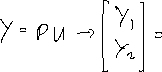 Y = PU → [Y₁ Y₂] =